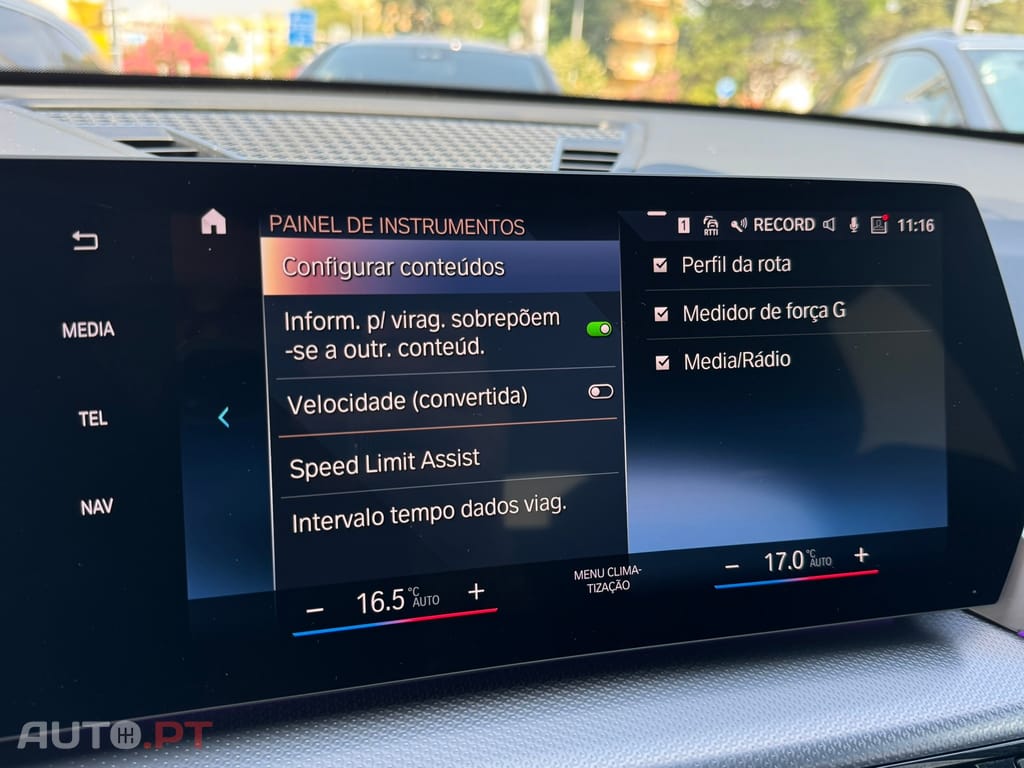 PAINEL DE INSTRUMENTOS
1 RTTI RECORD 11:16
MEDIA
TEL
NAV
Configurar conteúdos
Inform. p/ virag. sobrepõem
-se a outr. conteúd.
Velocidade (convertida)
Speed Limit Assist
Intervalo tempo dados viag.
Perfil da rota
Medidor de força G
Media/Rádio
− 16.5 °C AUTO +
MENU CLIMA-
TIZAÇÃO
− 17.0 °C AUTO +
AUTO.PT